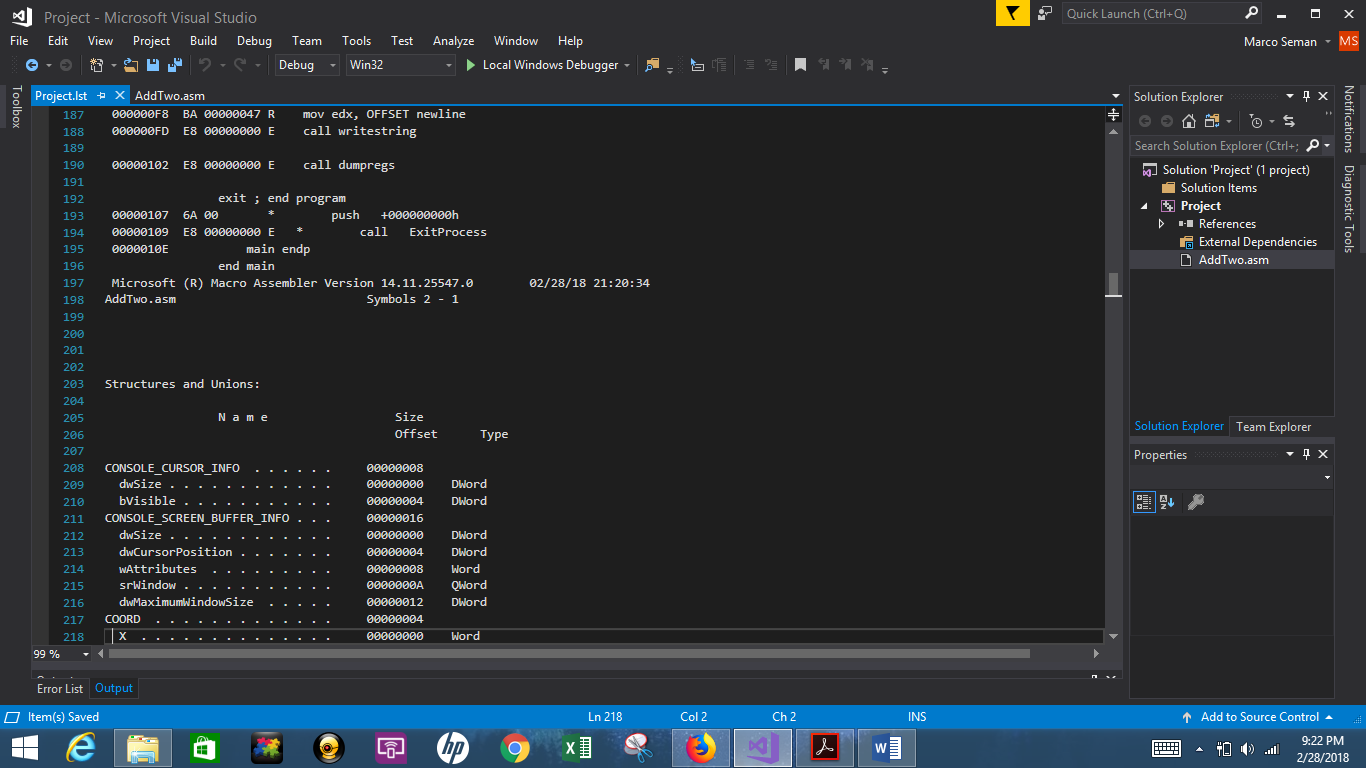 Project - Microsoft Visual Studio
Quick Launch (Ctrl+Q)
File Edit View Project Build Debug Team Tools Test Analyze Window Help
Marco Seman
MS
Debug Win32 Local Windows Debugger
Toolbox
Project.lst AddTwo.asm
187 000000F8 BA 00000047 R mov edx, OFFSET newline
188 000000FD E8 00000000 E call writestring
189
190 00000102 E8 00000000 E call dumpregs
191
192 exit ; end program
193 00000107 6A 00 * push +000000000h
194 00000109 E8 00000000 E * call ExitProcess
195 0000010E main endp
196 end main
197 Microsoft (R) Macro Assembler Version 14.11.25547.0 02/28/18 21:20:34
198 AddTwo.asm Symbols 2 - 1
199
200
201
202
203 Structures and Unions:
204
205 N a m e Size
206 Offset Type
207
208 CONSOLE_CURSOR_INFO . . . . . . 00000008
209 dwSize . . . . . . . . . . . . 00000000 DWord
210 bVisible . . . . . . . . . . . 00000004 DWord
211 CONSOLE_SCREEN_BUFFER_INFO . . . 00000016
212 dwSize . . . . . . . . . . . . 00000000 DWord
213 dwCursorPosition . . . . . . . 00000004 DWord
214 wAttributes . . . . . . . . . 00000008 Word
215 srWindow . . . . . . . . . . . 0000000A QWord
216 dwMaximumWindowSize . . . . . 00000012 DWord
217 COORD . . . . . . . . . . . . . 00000004
218 X . . . . . . . . . . . . . . 00000000 Word
99 %
Error List Output
Solution Explorer
Search Solution Explorer (Ctrl+;
Solution 'Project' (1 project)
Solution Items
Project
References
External Dependencies
AddTwo.asm
Solution Explorer Team Explorer
Properties
Notifications
Diagnostic Tools
Item(s) Saved Ln 218 Col 2 Ch 2 INS Add to Source Control
9:22 PM
2/28/2018